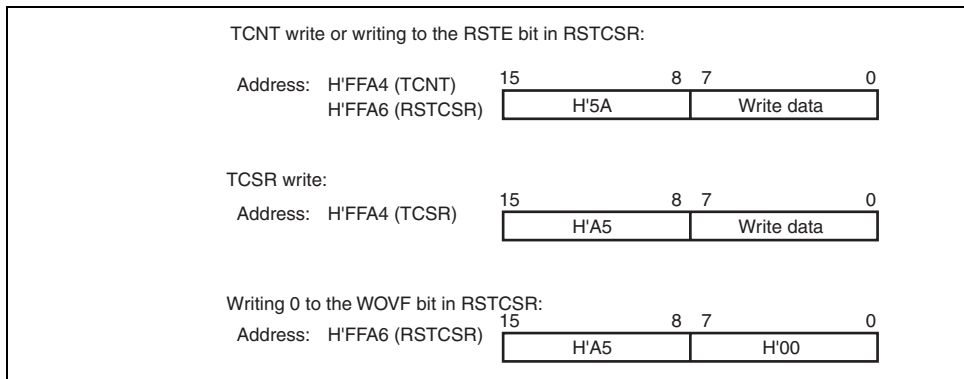 TCNT write or writing to the RSTE bit in RSTCSR:
15 8 7 0
Address: H'FFA4 (TCNT)
H'FFA6 (RSTCSR) H'5A Write data
TCSR write:
15 8 7 0
Address: H'FFA4 (TCSR) H'A5 Write data
Writing 0 to the WOVF bit in RSTCSR:
15 8 7 0
Address: H'FFA6 (RSTCSR) H'A5 H'00